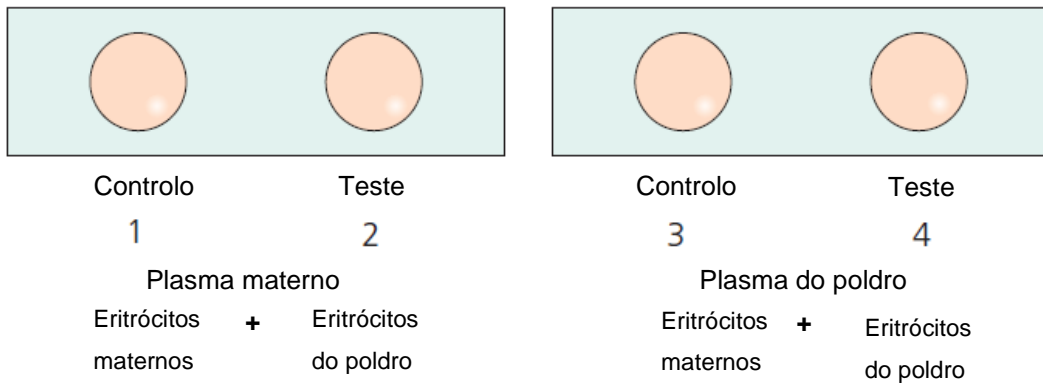 Controlo Teste Controlo Teste
1 2 3 4
Plasma materno Plasma do poldro
Eritrócitos + Eritrócitos Eritrócitos + Eritrócitos
maternos do poldro maternos do poldro